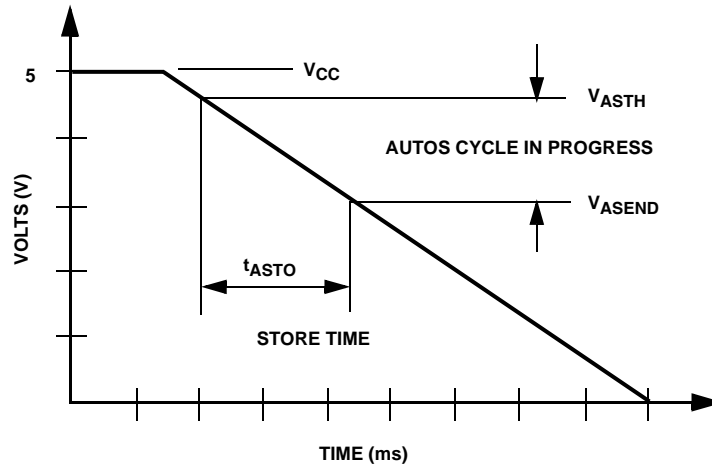 5
VCC
VASTH
AUTOS CYCLE IN PROGRESS
VOLTS (V)
VASEND
tASTO
STORE TIME
TIME (ms)